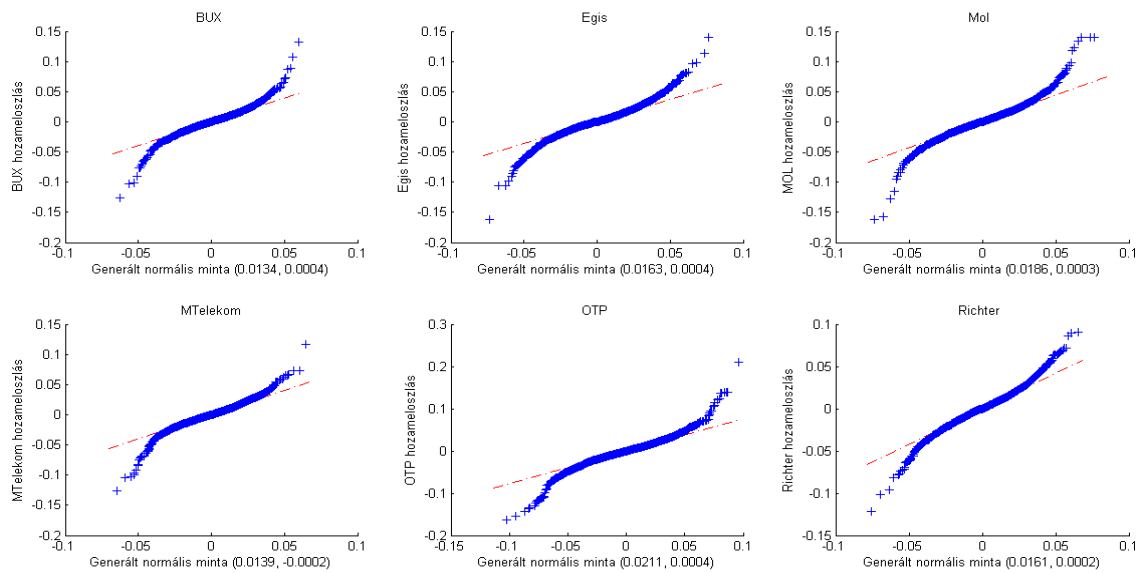 BUX
0.15
0.1
0.05
0
-0.05
-0.1
-0.15
-0.2
BUX hozameloszlás
-0.1 -0.05 0 0.05 0.1
Generált normális minta (0.0134, 0.0004)
Egis
0.15
0.1
0.05
0
-0.05
-0.1
-0.15
-0.2
Egis hozameloszlás
-0.1 -0.05 0 0.05 0.1
Generált normális minta (0.0163, 0.0004)
Mol
0.15
0.1
0.05
0
-0.05
-0.1
-0.15
-0.2
MOL hozameloszlás
-0.1 -0.05 0 0.05 0.1
Generált normális minta (0.0186, 0.0003)
MTelekom
0.15
0.1
0.05
0
-0.05
-0.1
-0.15
-0.2
MTelekom hozameloszlás
-0.1 -0.05 0 0.05 0.1
Generált normális minta (0.0139, -0.0002)
OTP
0.3
0.2
0.1
0
-0.1
-0.2
OTP hozameloszlás
-0.15 -0.1 -0.05 0 0.05 0.1
Generált normális minta (0.0211, 0.0004)
Richter
0.1
0.05
0
-0.05
-0.1
-0.15
Richter hozameloszlás
-0.1 -0.05 0 0.05 0.1
Generált normális minta (0.0161, 0.0002)